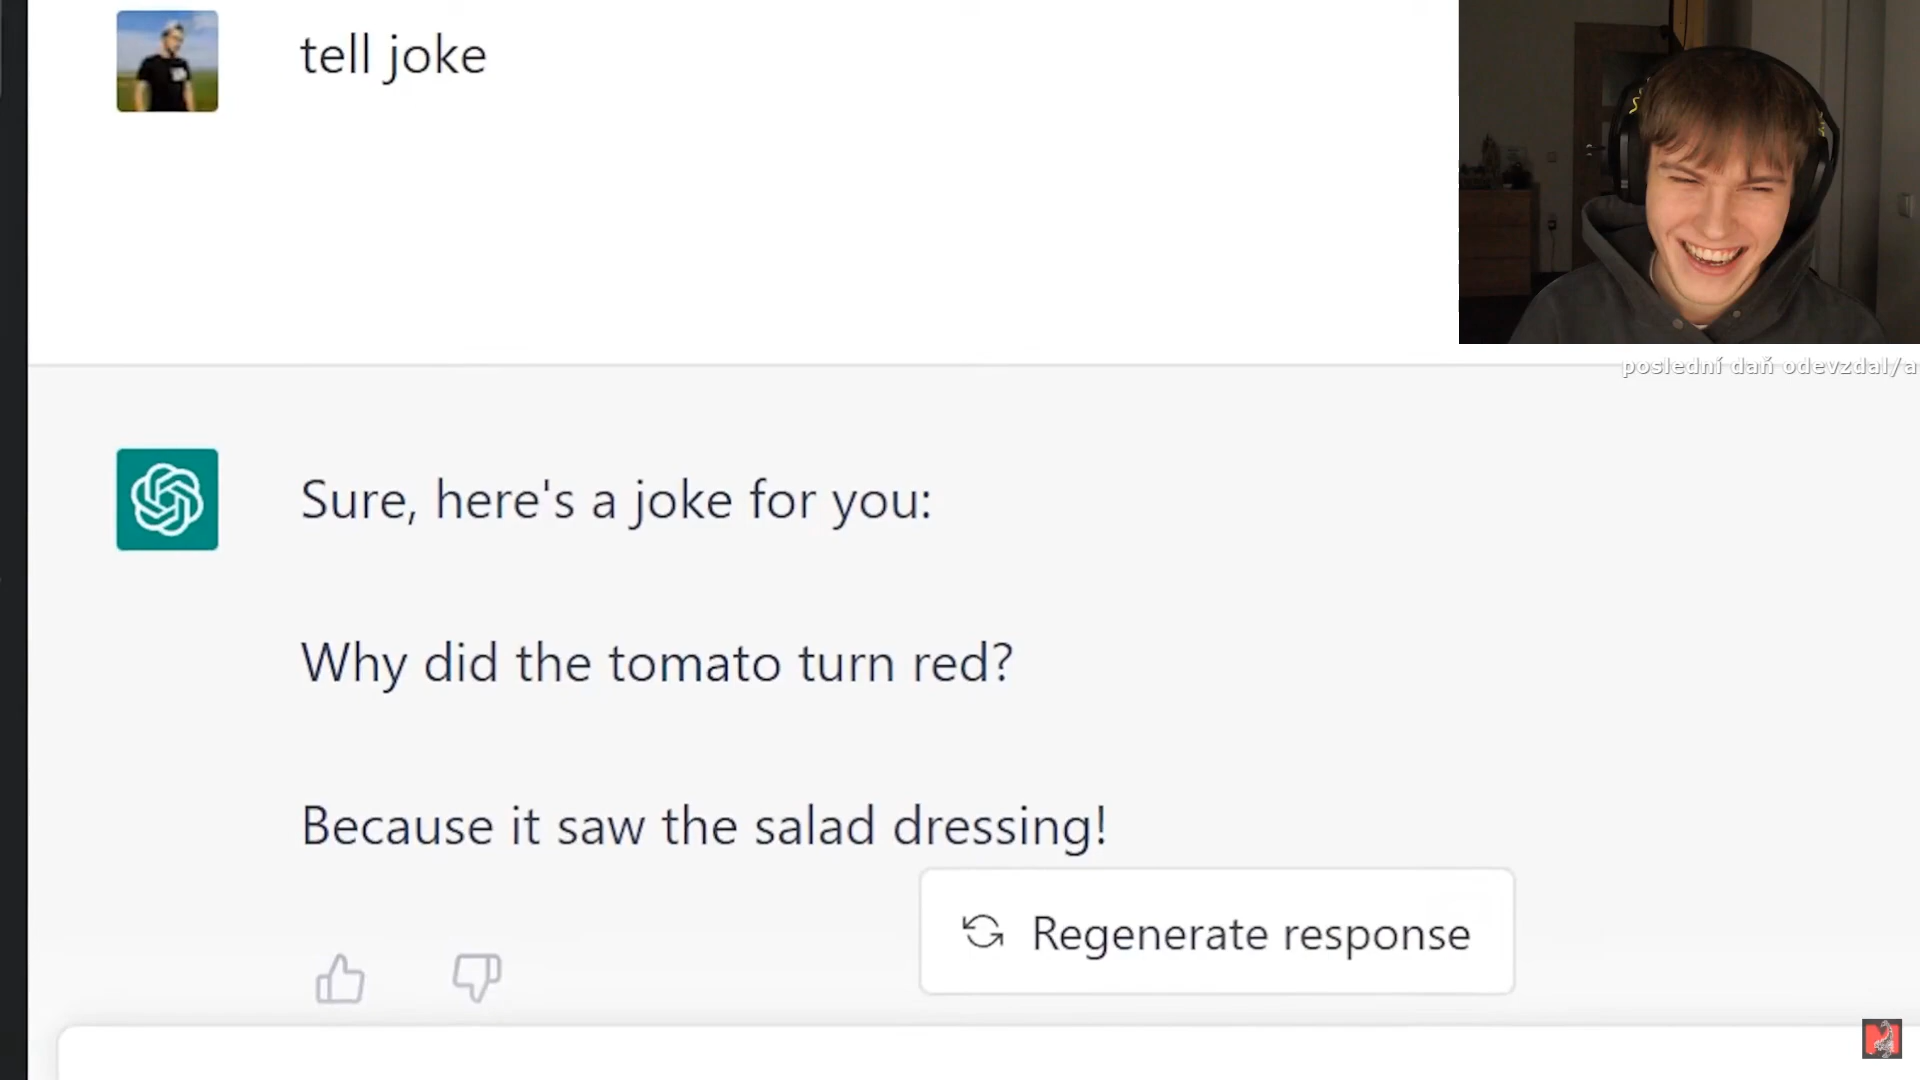 tell joke
poslední daň odevzdal/a
Sure, here's a joke for you:
Why did the tomato turn red?
Because it saw the salad dressing!
Regenerate response